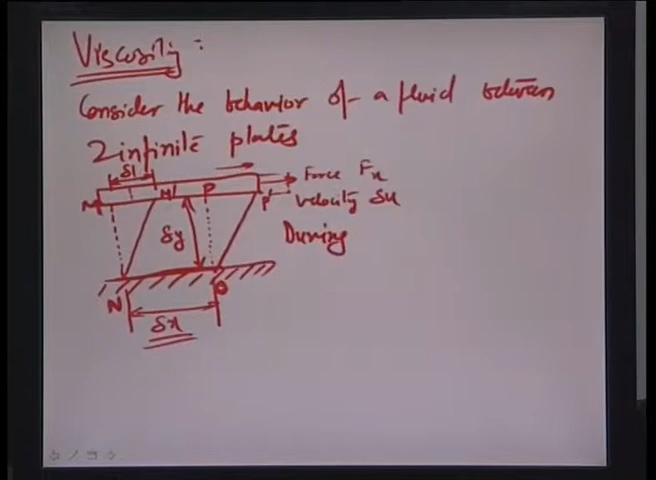 Viscosity :
Consider the behavior of a fluid between
2 infinite plates
δl
Force Fx
M M' P P'
velocity δu
δy
During
N O
δx